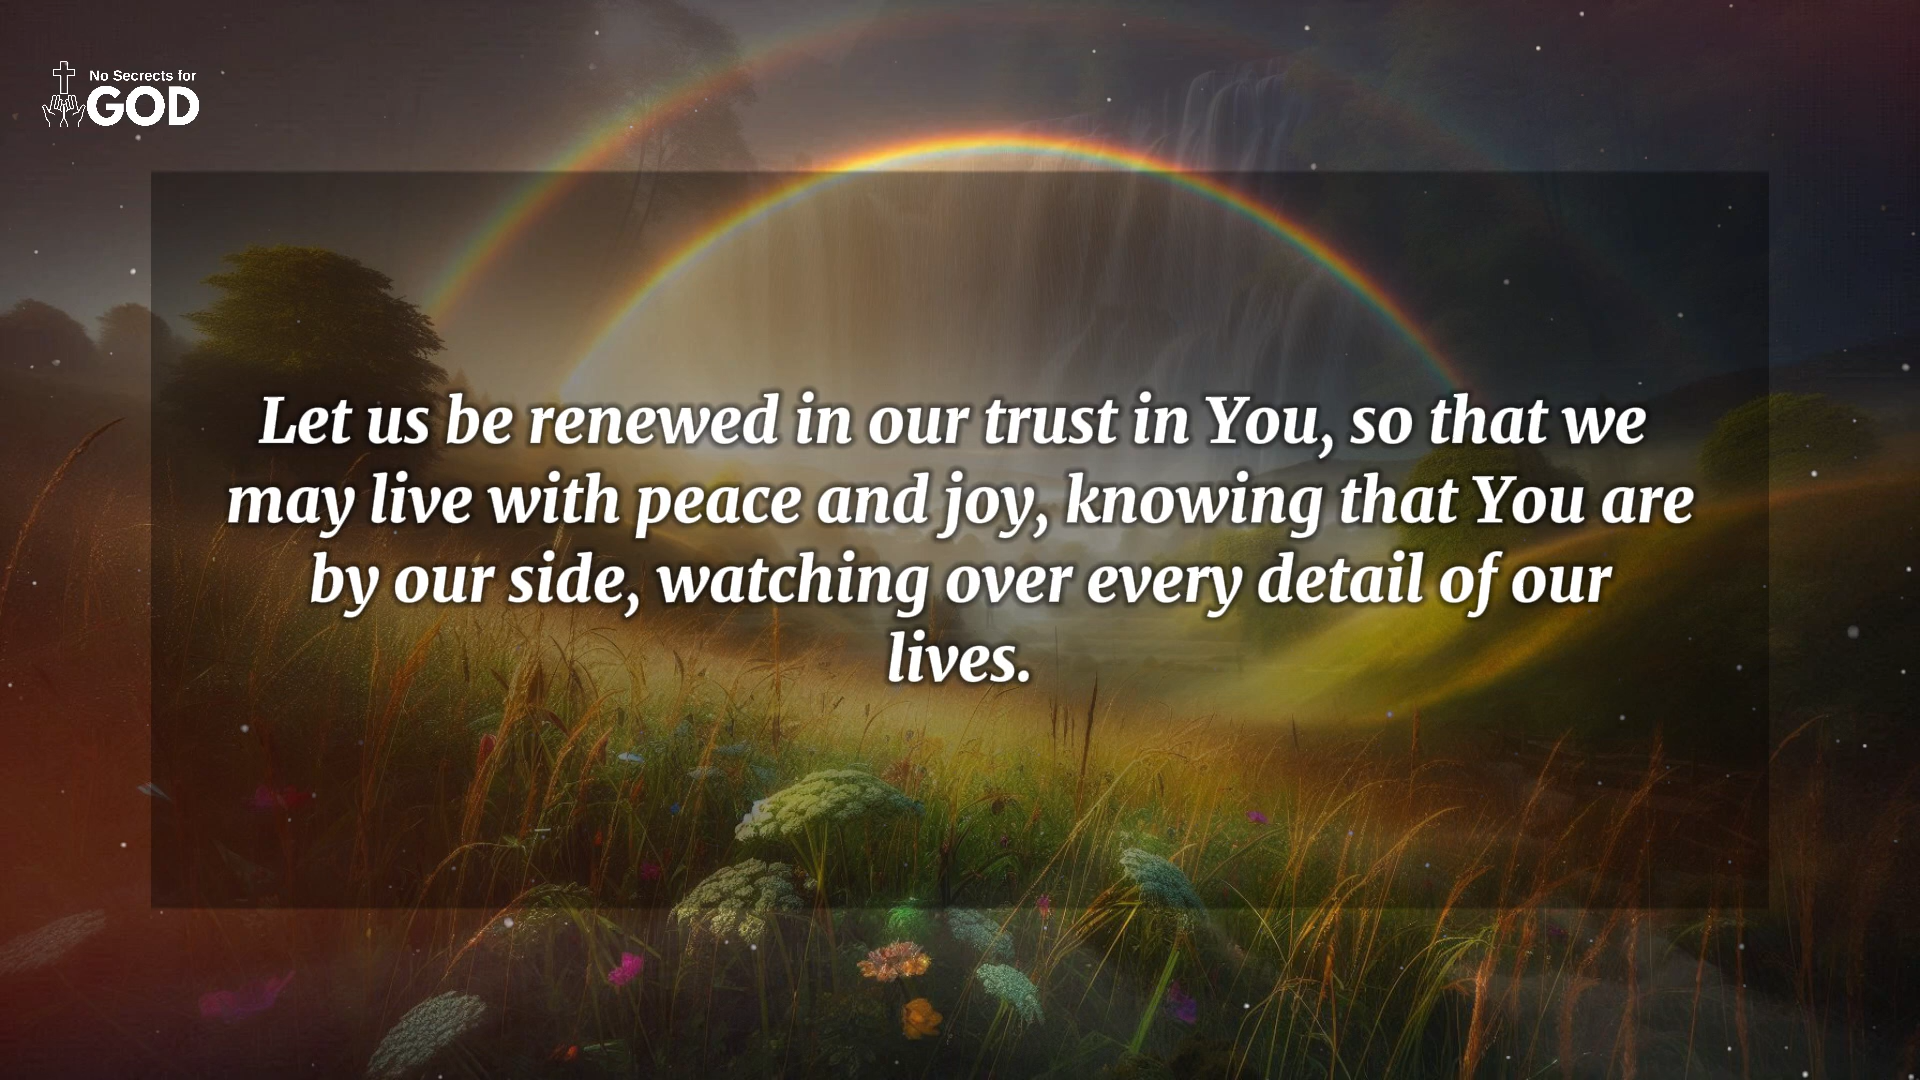 No Secrects for
GOD
Let us be renewed in our trust in You, so that we
may live with peace and joy, knowing that You are
by our side, watching over every detail of our
lives.